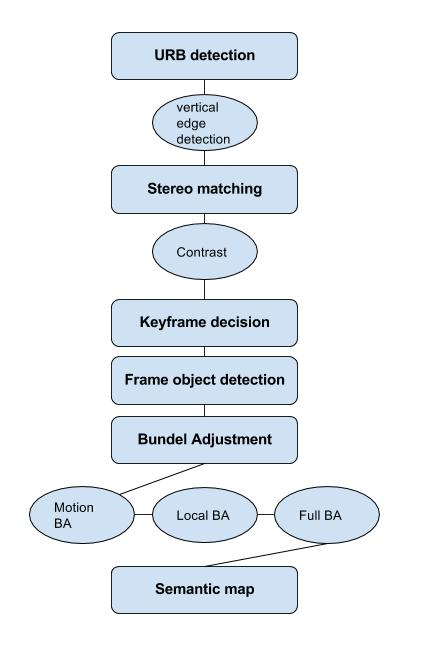 URB detection
vertical
edge
detection
Stereo matching
Contrast
Keyframe decision
Frame object detection
Bundel Adjustment
Motion
BA
Local BA
Full BA
Semantic map